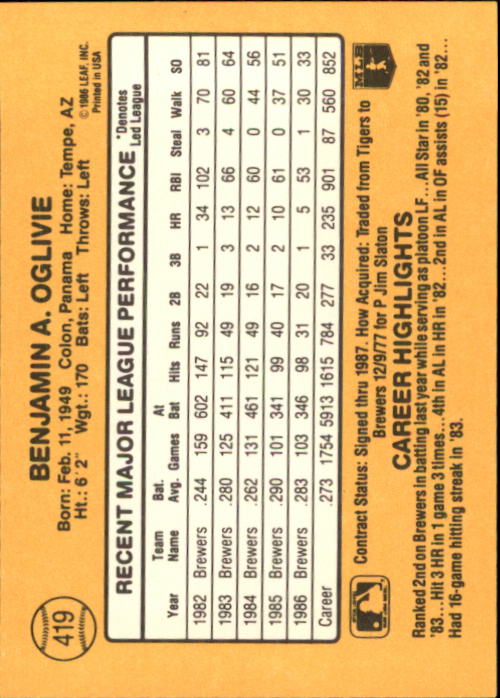 419
BENJAMIN A. OGLIVIE
Born: Feb. 11, 1949 Colon, Panama Home: Tempe, AZ
Ht.: 6'2" Wgt.: 170 Bats: Left Throws: Left
© 1986 LEAF, INC.
Printed in USA
RECENT MAJOR LEAGUE PERFORMANCE *Denotes Led League
Year Team Name Bat. Avg. Games At Bat Hits Runs 2B 3B HR RBI Steal Walk SO
1982 Brewers .244 159 602 147 92 22 1 34 102 3 70 81
1983 Brewers .280 125 411 115 49 19 3 13 66 4 60 64
1984 Brewers .262 131 461 121 49 16 2 12 60 0 44 56
1985 Brewers .290 101 341 99 40 17 2 10 61 0 37 51
1986 Brewers .283 103 346 98 31 20 1 5 53 1 30 33
Career .273 1754 5913 1615 784 277 33 235 901 87 560 852
Contract Status: Signed thru 1987. How Acquired: Traded from Tigers to
Brewers 12/9/77 for P Jim Slaton
MLB
CAREER HIGHLIGHTS
Ranked 2nd on Brewers in batting last year while serving as platoon LF...All Star in '80, '82 and
'83...Hit 3 HR in 1 game 3 times...4th in AL in HR in '82...2nd in AL in OF assists (15) in '82...
Had 16-game hitting streak in '83.